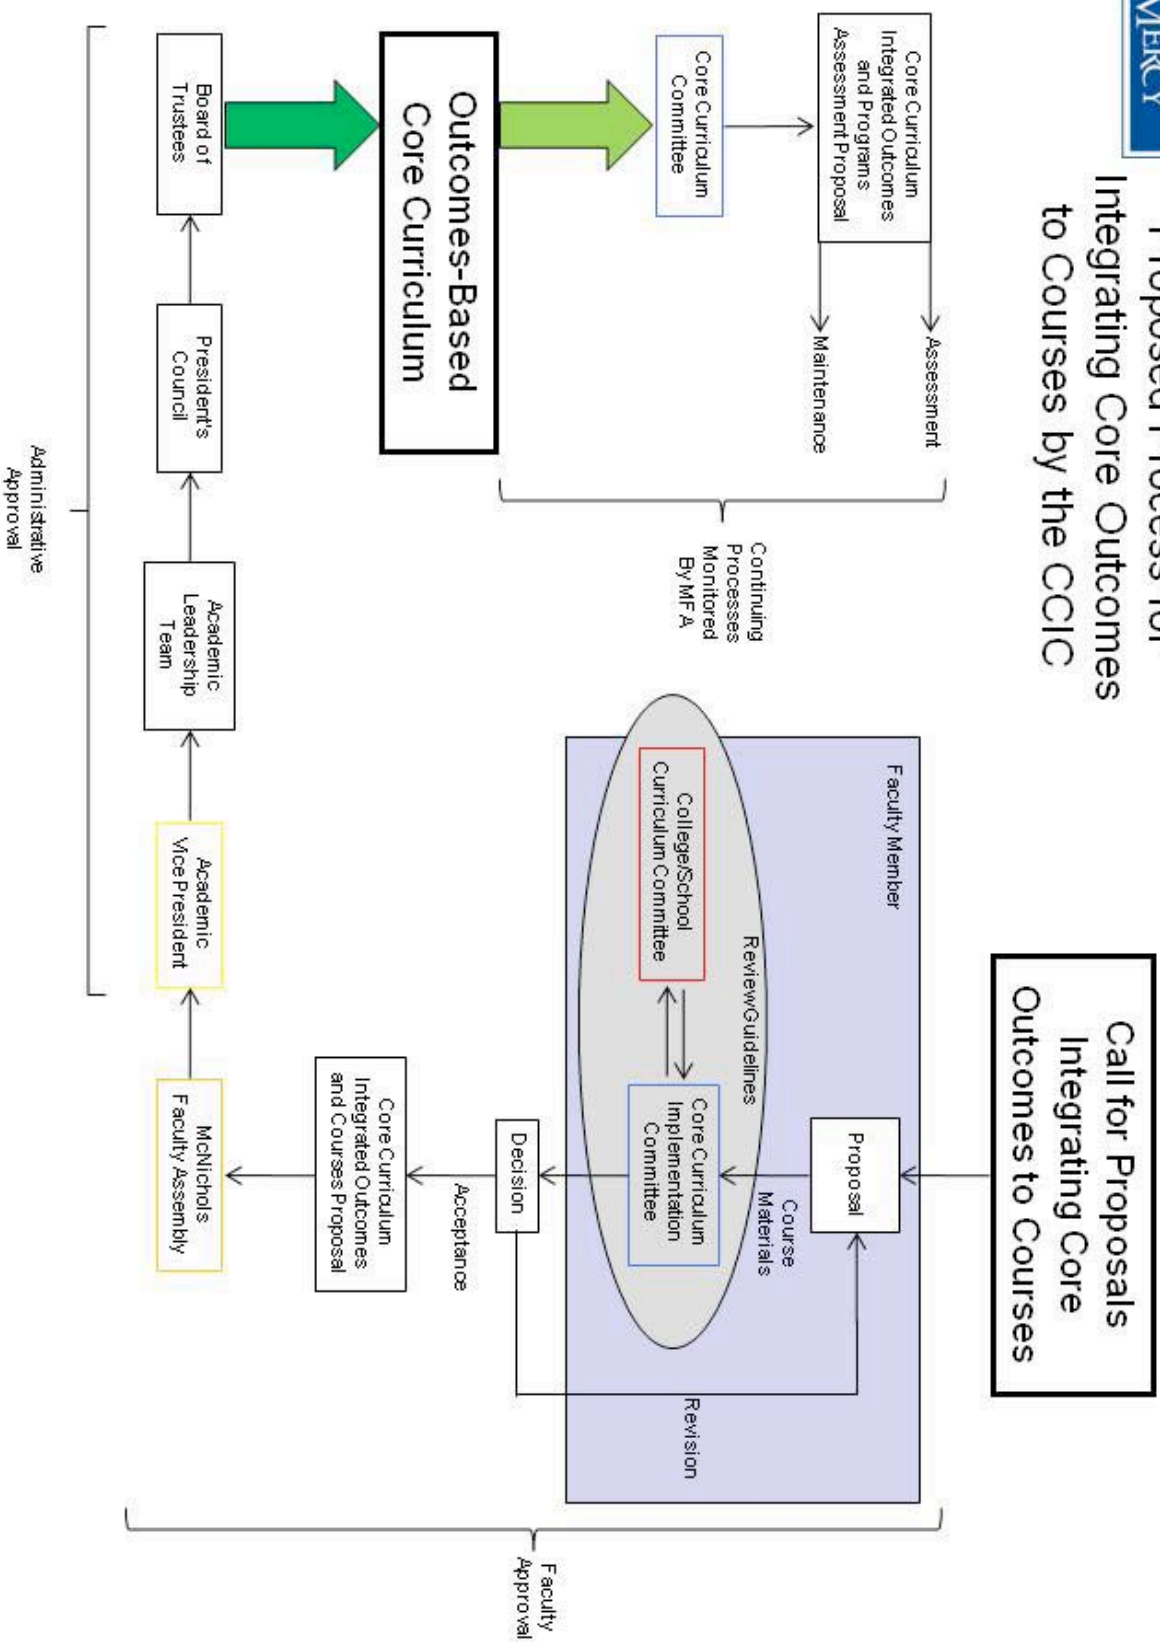 MERCY
Proposed Process for
Integrating Core Outcomes
to Courses by the CCIC
Call for Proposals
Integrating Core
Outcomes to Courses
Faculty Member
Proposal
Course
Materials
Review Guidelines
College/School
Curriculum Committee
Core Curriculum
Implementation
Committee
Revision
Decision
Acceptance
Core Curriculum
Integrated Outcomes
and Courses Proposal
McNichols
Faculty Assembly
Faculty
Approval
Academic
Vice President
Academic
Leadership
Team
President's
Council
Board of
Trustees
Administrative
Approval
Outcomes-Based
Core Curriculum
Core Curriculum
Committee
Core Curriculum
Integrated Outcomes
and Programs
Assessment Proposal
Assessment
Maintenance
Continuing
Processes
Monitored
By MFA